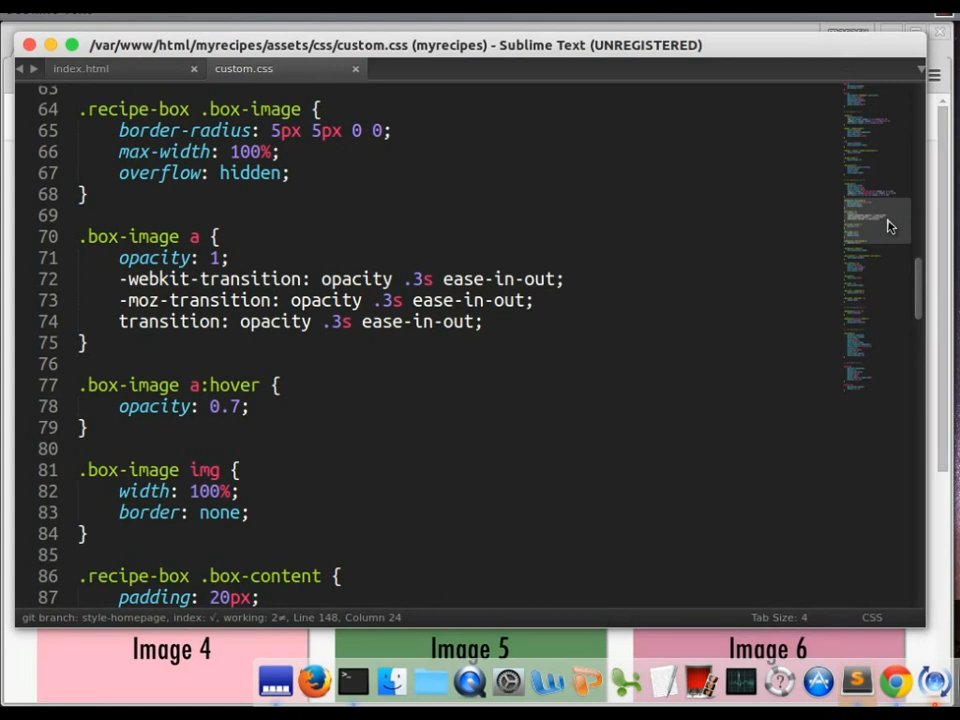 /var/www/html/myrecipes/assets/css/custom.css (myrecipes) - Sublime Text (UNREGISTERED)
index.html × custom.css ×
63
64 .recipe-box .box-image {
65 border-radius: 5px 5px 0 0;
66 max-width: 100%;
67 overflow: hidden;
68 }
69
70 .box-image a {
71 opacity: 1;
72 -webkit-transition: opacity .3s ease-in-out;
73 -moz-transition: opacity .3s ease-in-out;
74 transition: opacity .3s ease-in-out;
75 }
76
77 .box-image a:hover {
78 opacity: 0.7;
79 }
80
81 .box-image img {
82 width: 100%;
83 border: none;
84 }
85
86 .recipe-box .box-content {
87 padding: 20px;
git branch: style-homepage, index: √, working: 2≠, Line 148, Column 24 Tab Size: 4 CSS
Image 4 Image 5 Image 6